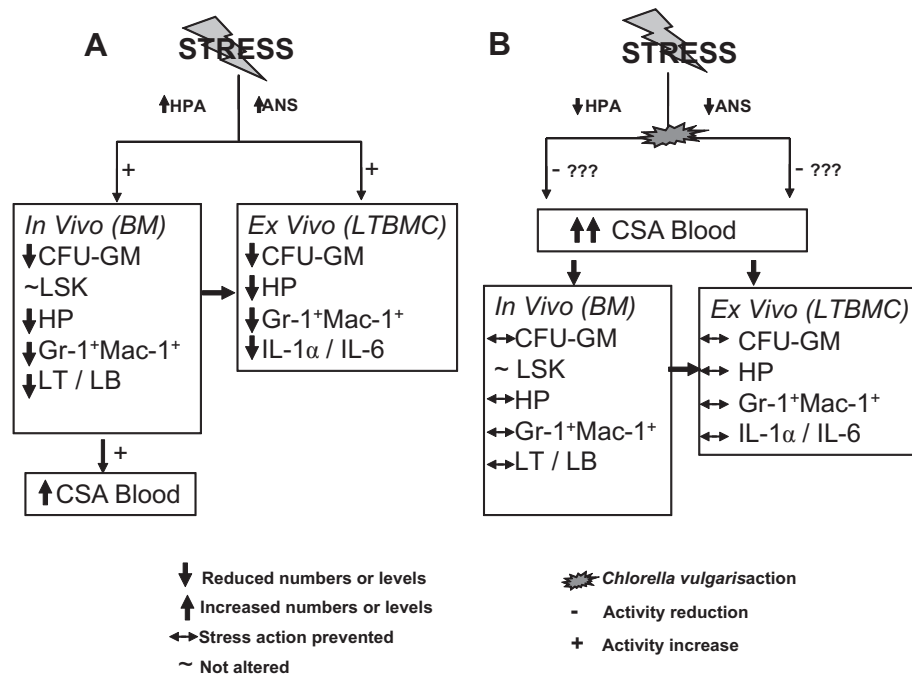 A
STRESS
↑HPA ↑ANS
+ +
In Vivo (BM)
↓CFU-GM
~LSK
↓HP
↓Gr-1⁺Mac-1⁺
↓LT / LB
Ex Vivo (LTBMC)
↓CFU-GM
↓HP
↓Gr-1⁺Mac-1⁺
↓IL-1α / IL-6
+
↑CSA Blood
B
STRESS
↓HPA ↓ANS
- ??? - ???
↑↑ CSA Blood
In Vivo (BM)
↔CFU-GM
~ LSK
↔HP
↔Gr-1⁺Mac-1⁺
↔LT / LB
Ex Vivo (LTBMC)
↔ CFU-GM
↔ HP
↔ Gr-1⁺Mac-1⁺
↔ IL-1α / IL-6
↓ Reduced numbers or levels
↑ Increased numbers or levels
↔ Stress action prevented
~ Not altered
Chlorella vulgarisaction
- Activity reduction
+ Activity increase